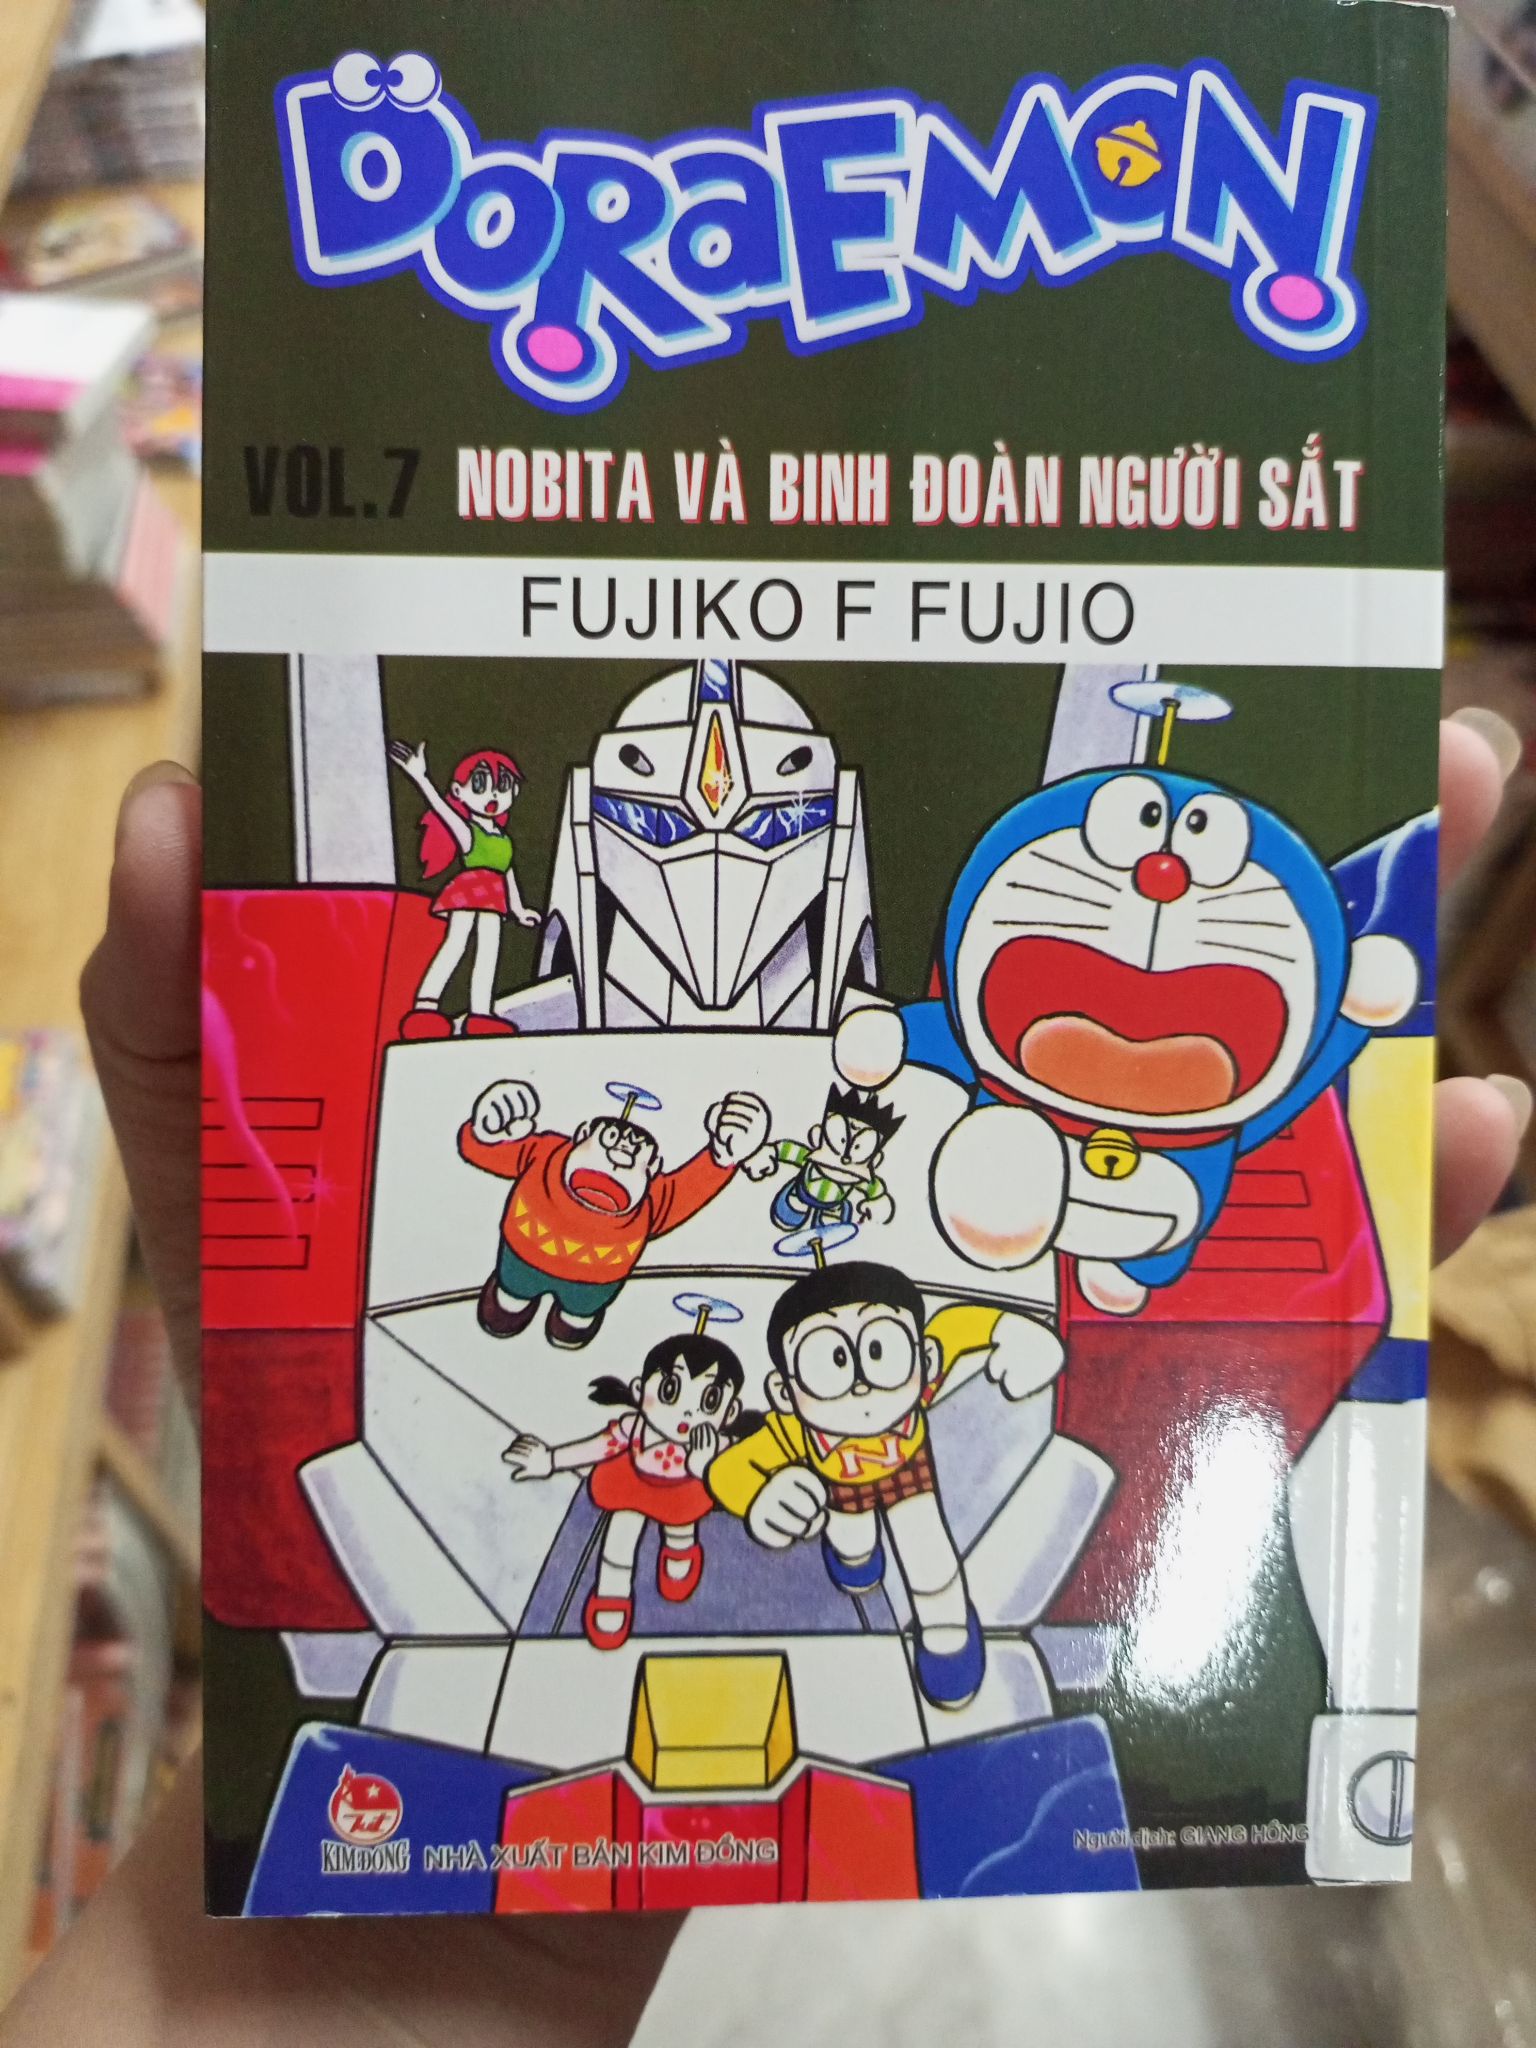 DORAEMON
VOL.7 NOBITA VÀ BINH ĐOÀN NGƯỜI SẮT
FUJIKO F FUJIO
N
KIM ĐỒNG
NHÀ XUẤT BẢN KIM ĐỒNG
Người dịch: GIANG HỒNG